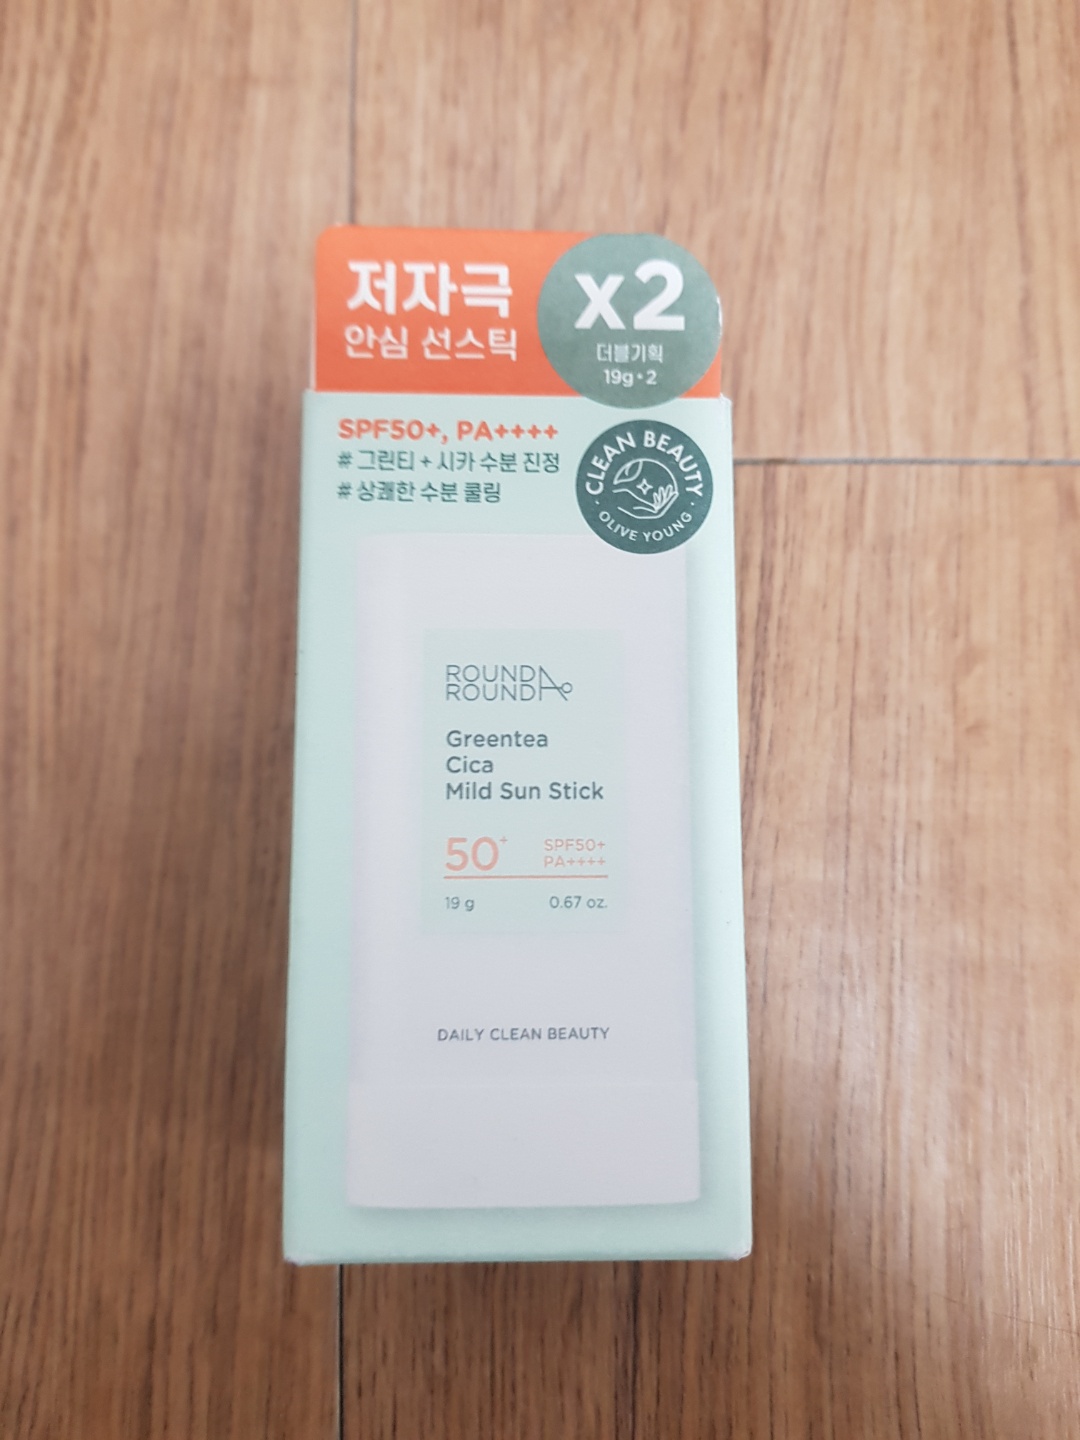 저자극
안심 선스틱
x2
더블기획
19g•2
SPF50+, PA++++
# 그린티 + 시카 수분 진정
# 상쾌한 수분 쿨링
CLEAN BEAUTY
• OLIVE YOUNG •
ROUND A
ROUND
Greentea
Cica
Mild Sun Stick
50+
SPF50+
PA++++
19 g 0.67 oz.
DAILY CLEAN BEAUTY